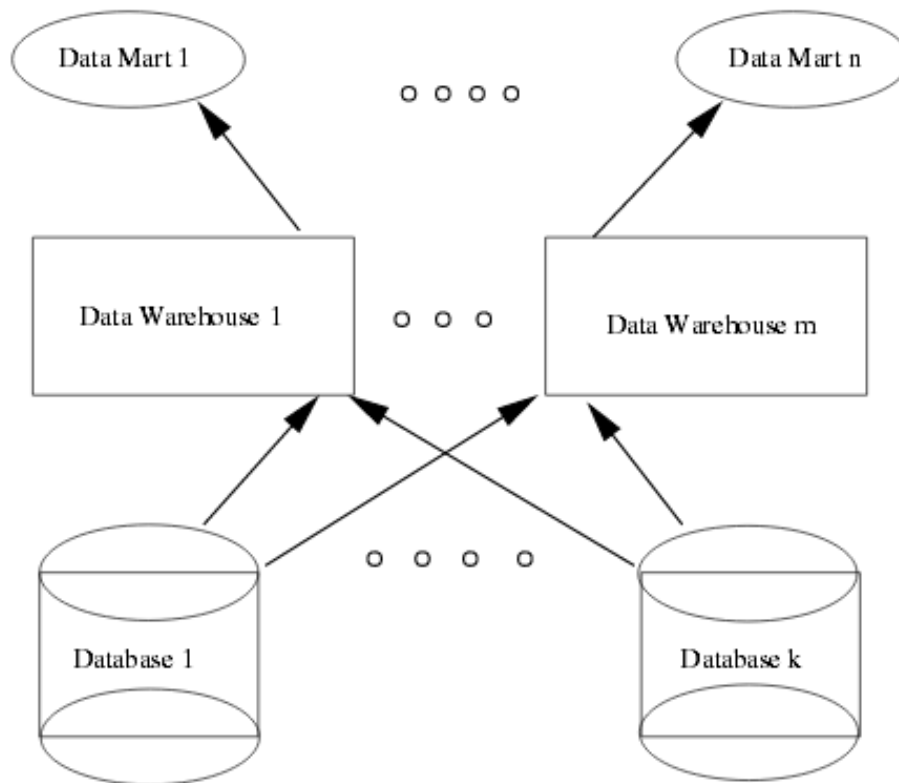 Data Mart 1
Data Mart n
Data Warehouse 1
Data Warehouse m
Database 1
Database k